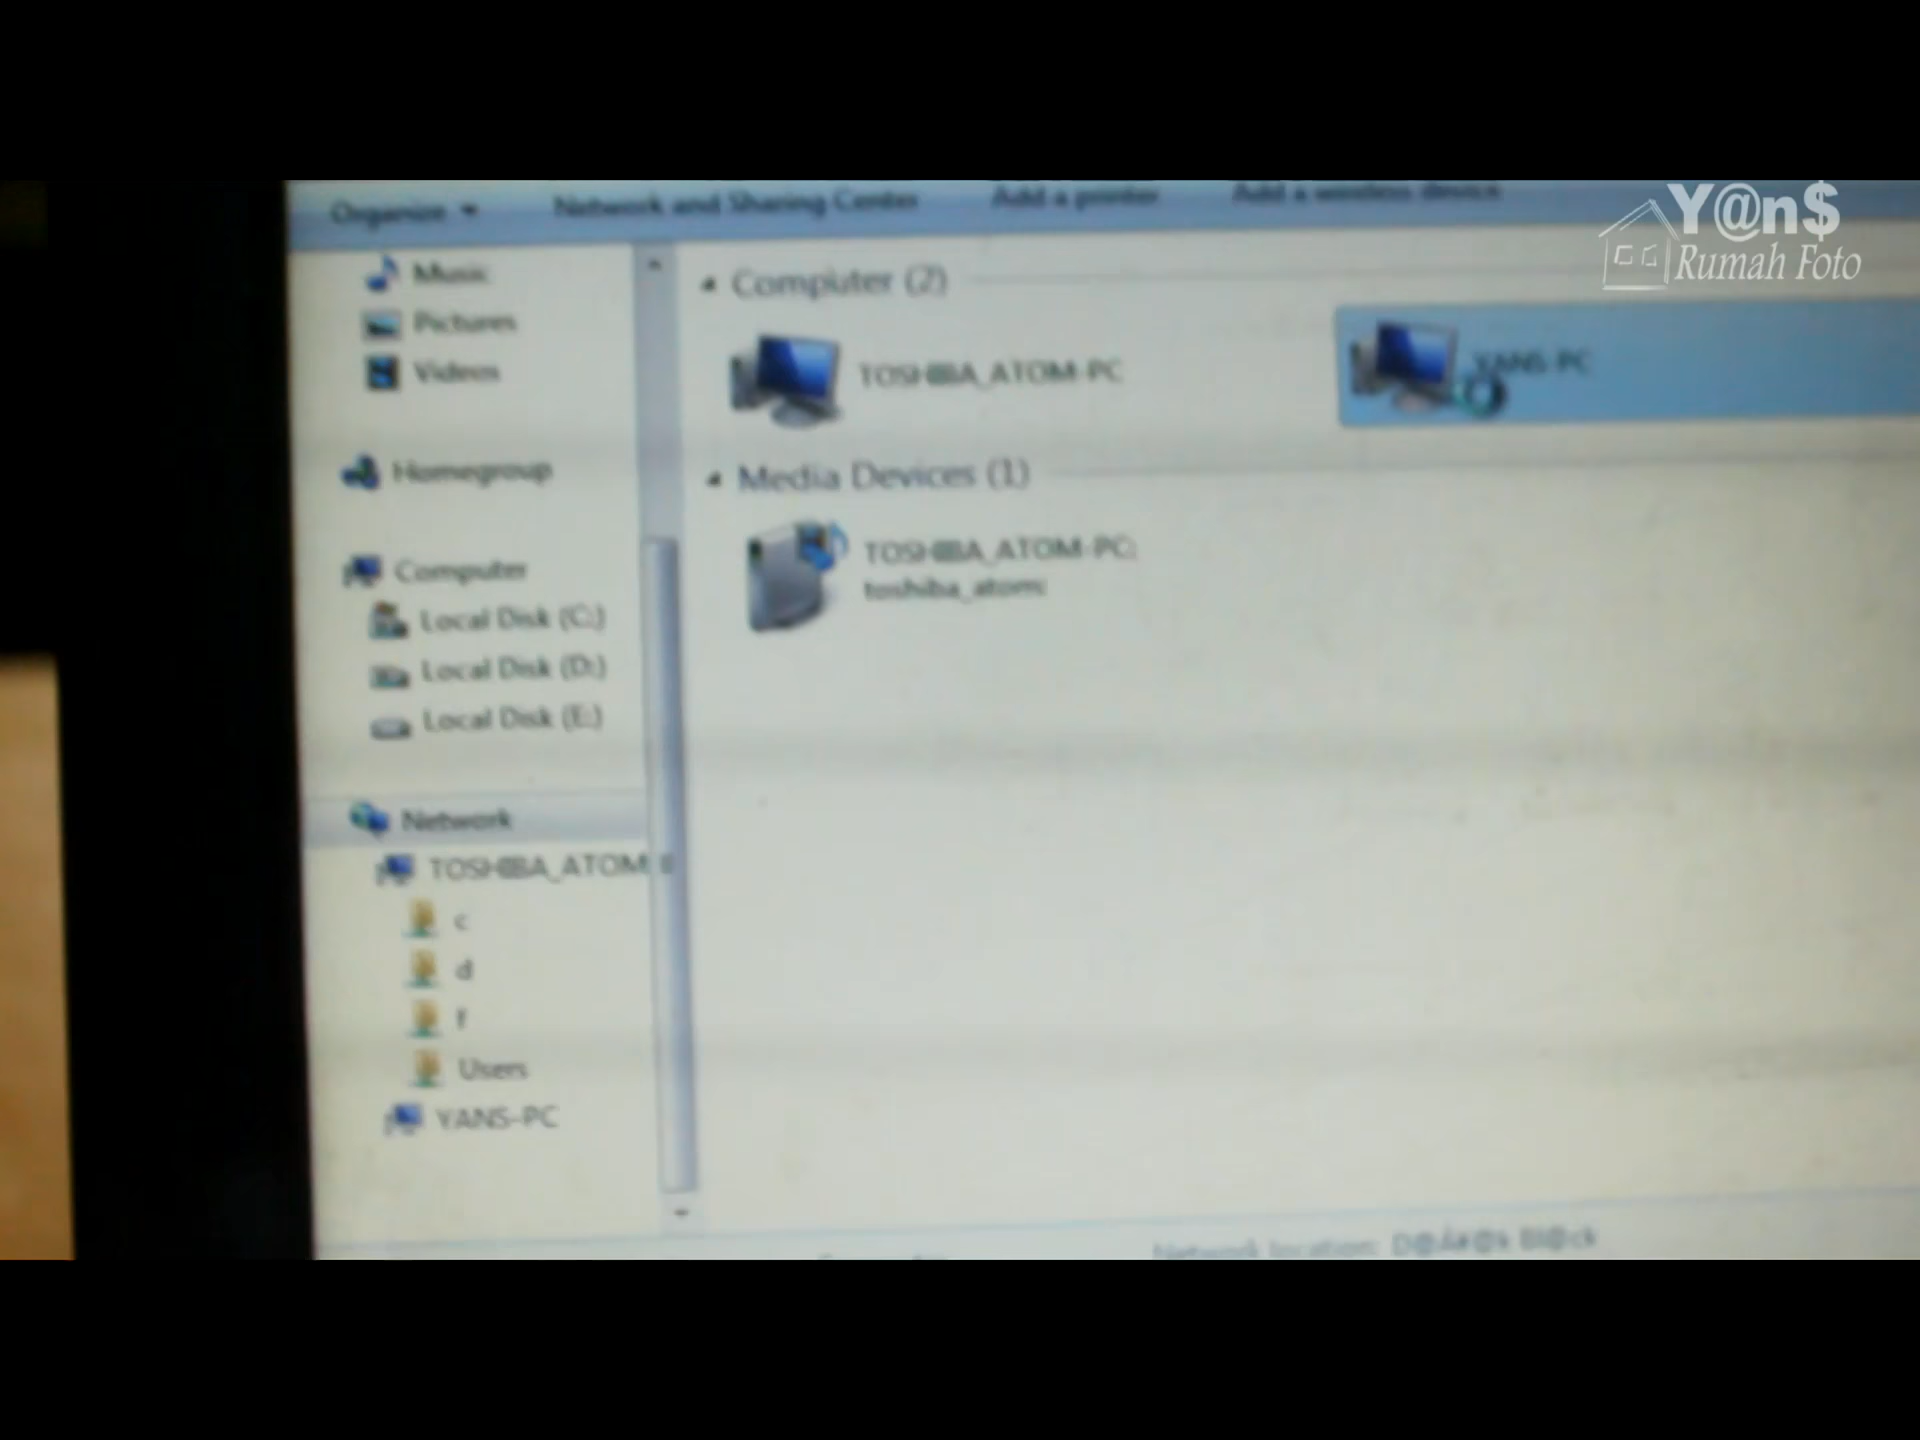 Y@n$
Rumah Foto
Organize
Network and Sharing Center
Add a printer
Add a wireless device
Music
Pictures
Videos
Homegroup
Computer
Local Disk (C:)
Local Disk (D:)
Local Disk (E:)
Network
TOSHIBA_ATOM
c
d
f
Users
YANS-PC
Computer (2)
TOSHIBA_ATOM-PC
YANS-PC
Media Devices (1)
TOSHIBA_ATOM-PC:
toshiba_atom:
Network location: